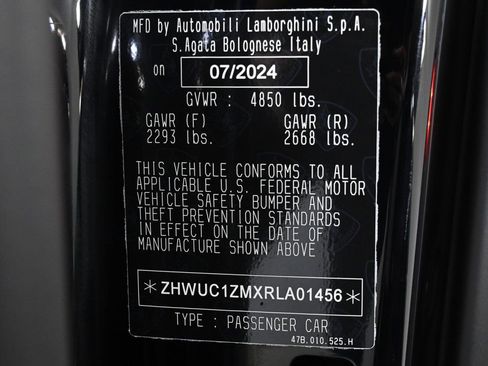 MFD by Automobili Lamborghini S.p.A.
S.Agata Bolognese Italy
on 07/2024
GVWR : 4850 lbs.
GAWR (F) GAWR (R)
2293 lbs. 2668 lbs.
THIS VEHICLE CONFORMS TO ALL
APPLICABLE U.S. FEDERAL MOTOR
VEHICLE SAFETY BUMPER AND
THEFT PREVENTION STANDARDS
IN EFFECT ON THE DATE OF
MANUFACTURE SHOWN ABOVE
*ZHWUC1ZMXRLA01456*
TYPE : PASSENGER CAR
47B.010.525.H